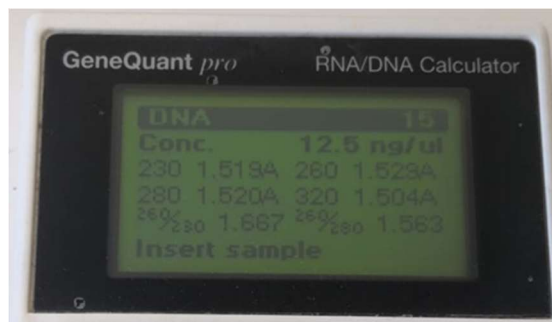 GeneQuant pro RNA/DNA Calculator
DNA 15
Conc. 12.5 ng/ul
230 1.519A 260 1.529A
280 1.520A 320 1.504A
260/230 1.667 260/280 1.563
Insert sample